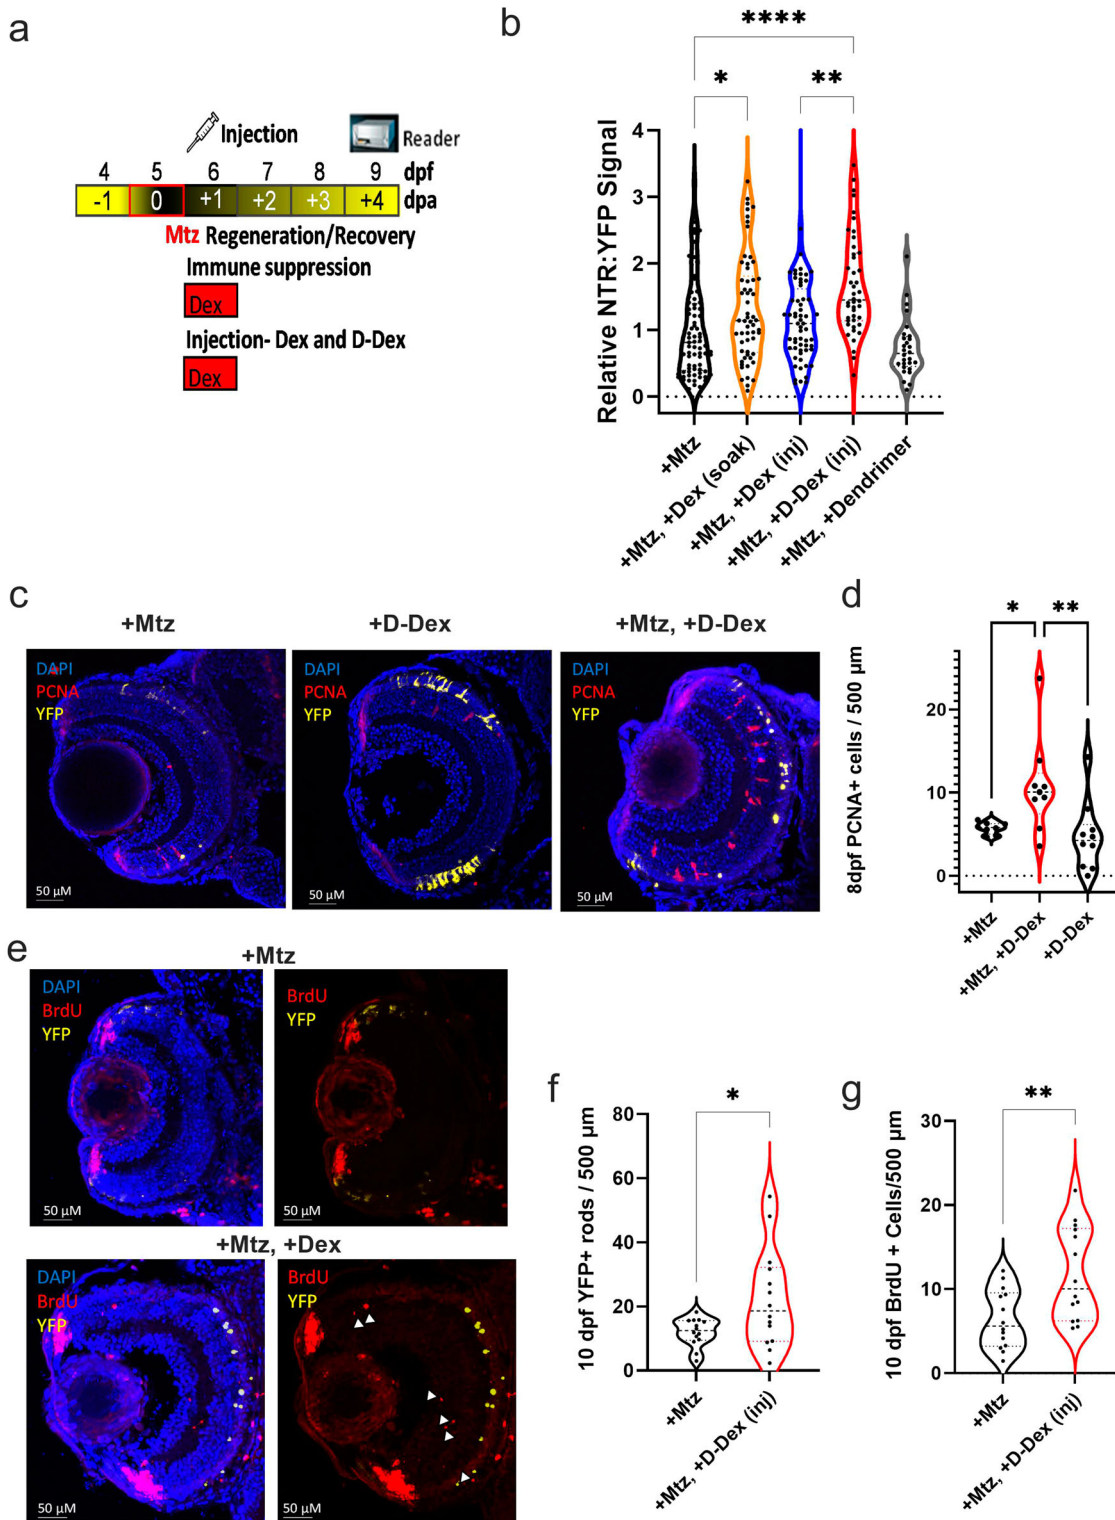 a
Injection
Reader
4 5 6 7 8 9 dpf
-1 0 +1 +2 +3 +4 dpa
Mtz Regeneration/Recovery
Immune suppression
Dex
Injection- Dex and D-Dex
Dex
b
****
* **
Relative NTR:YFP Signal
4
3
2
1
0
+Mtz
+Mtz, +Dex (soak)
+Mtz, +Dex (inj)
+Mtz, +D-Dex (inj)
+Mtz, +Dendrimer
c
+Mtz +D-Dex +Mtz, +D-Dex
DAPI
PCNA
YFP
50 µM
DAPI
PCNA
YFP
50 µM
DAPI
PCNA
YFP
50 µM
d
* **
8dpf PCNA+ cells / 500 µm
20
10
0
+Mtz
+Mtz, +D-Dex
+D-Dex
e
+Mtz
DAPI
BrdU
YFP
50 µM
BrdU
YFP
50 µM
+Mtz, +Dex
DAPI
BrdU
YFP
50 µM
BrdU
YFP
50 µM
f
*
10 dpf YFP+ rods / 500 µm
80
60
40
20
0
+Mtz
+Mtz, +D-Dex (inj)
g
**
10 dpf BrdU + Cells/500 µm
30
20
10
0
+Mtz
+Mtz, +D-Dex (inj)